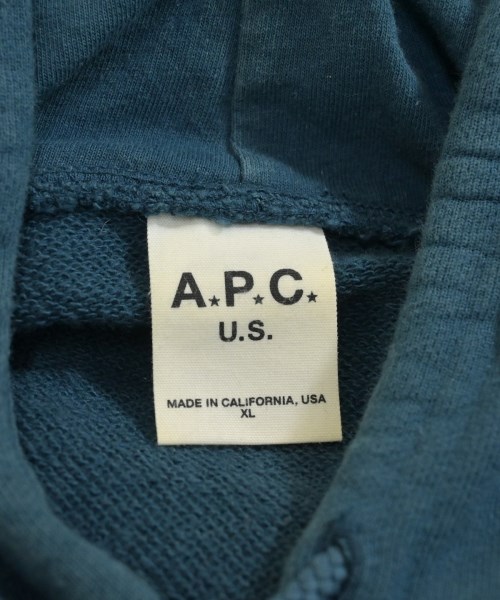 A★P★C★
U.S.
MADE IN CALIFORNIA, USA
XL